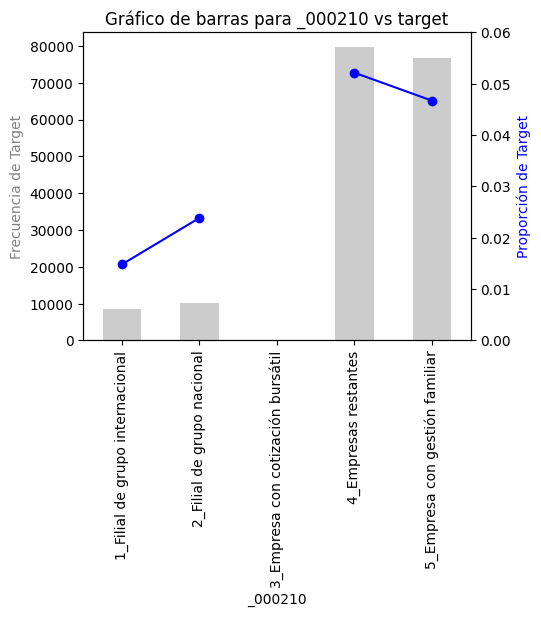 Gráfico de barras para _000210 vs target
Frecuencia de Target
80000
70000
60000
50000
40000
30000
20000
10000
0
0.06
0.05
0.04
0.03
0.02
0.01
0.00
Proporción de Target
1_Filial de grupo internacional
2_Filial de grupo nacional
3_Empresa con cotización bursátil
4_Empresas restantes
5_Empresa con gestión familiar
_000210